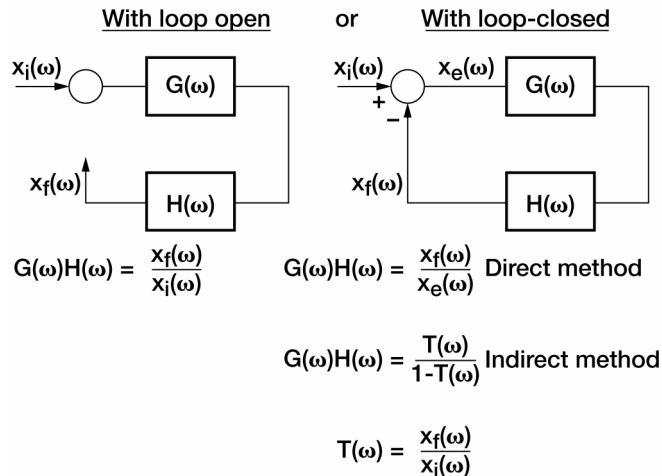 With loop open or With loop-closed
xi(ω) G(ω) xi(ω) + − xe(ω) G(ω)
xf(ω) H(ω) xf(ω) H(ω)
G(ω)H(ω) = xf(ω)/xi(ω) G(ω)H(ω) = xf(ω)/xe(ω) Direct method
G(ω)H(ω) = T(ω)/1-T(ω) Indirect method
T(ω) = xf(ω)/xi(ω)